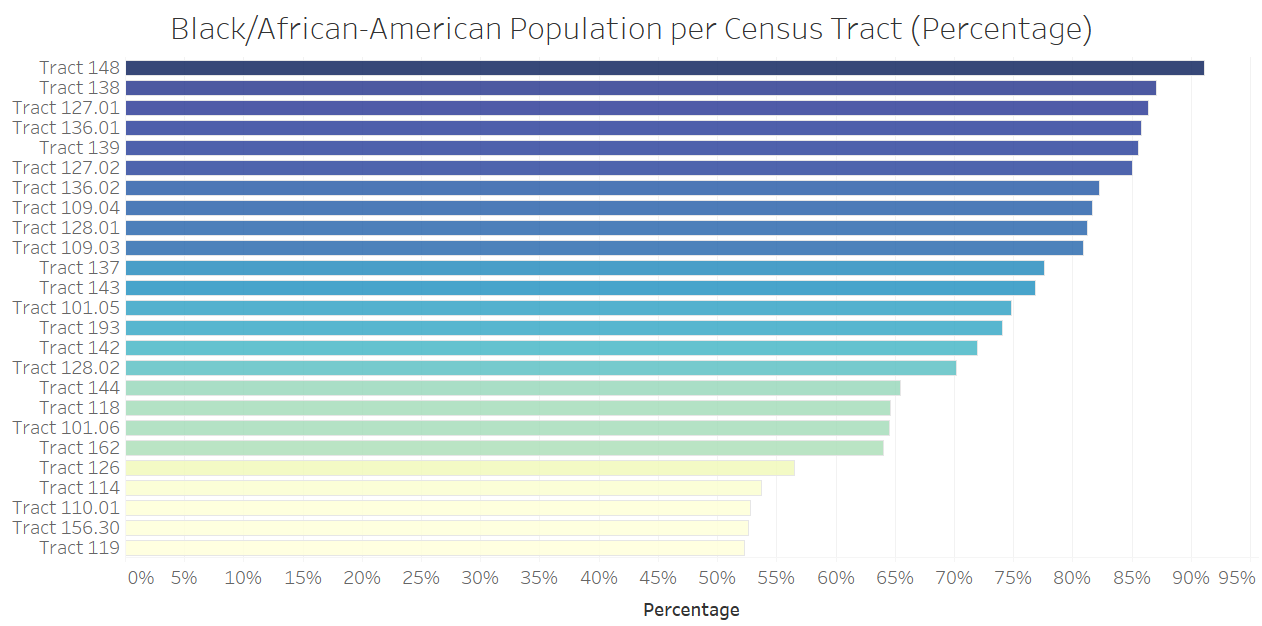 Black/African-American Population per Census Tract (Percentage)
Tract 148
Tract 138
Tract 127.01
Tract 136.01
Tract 139
Tract 127.02
Tract 136.02
Tract 109.04
Tract 128.01
Tract 109.03
Tract 137
Tract 143
Tract 101.05
Tract 193
Tract 142
Tract 128.02
Tract 144
Tract 118
Tract 101.06
Tract 162
Tract 126
Tract 114
Tract 110.01
Tract 156.30
Tract 119
0% 5% 10% 15% 20% 25% 30% 35% 40% 45% 50% 55% 60% 65% 70% 75% 80% 85% 90% 95%
Percentage